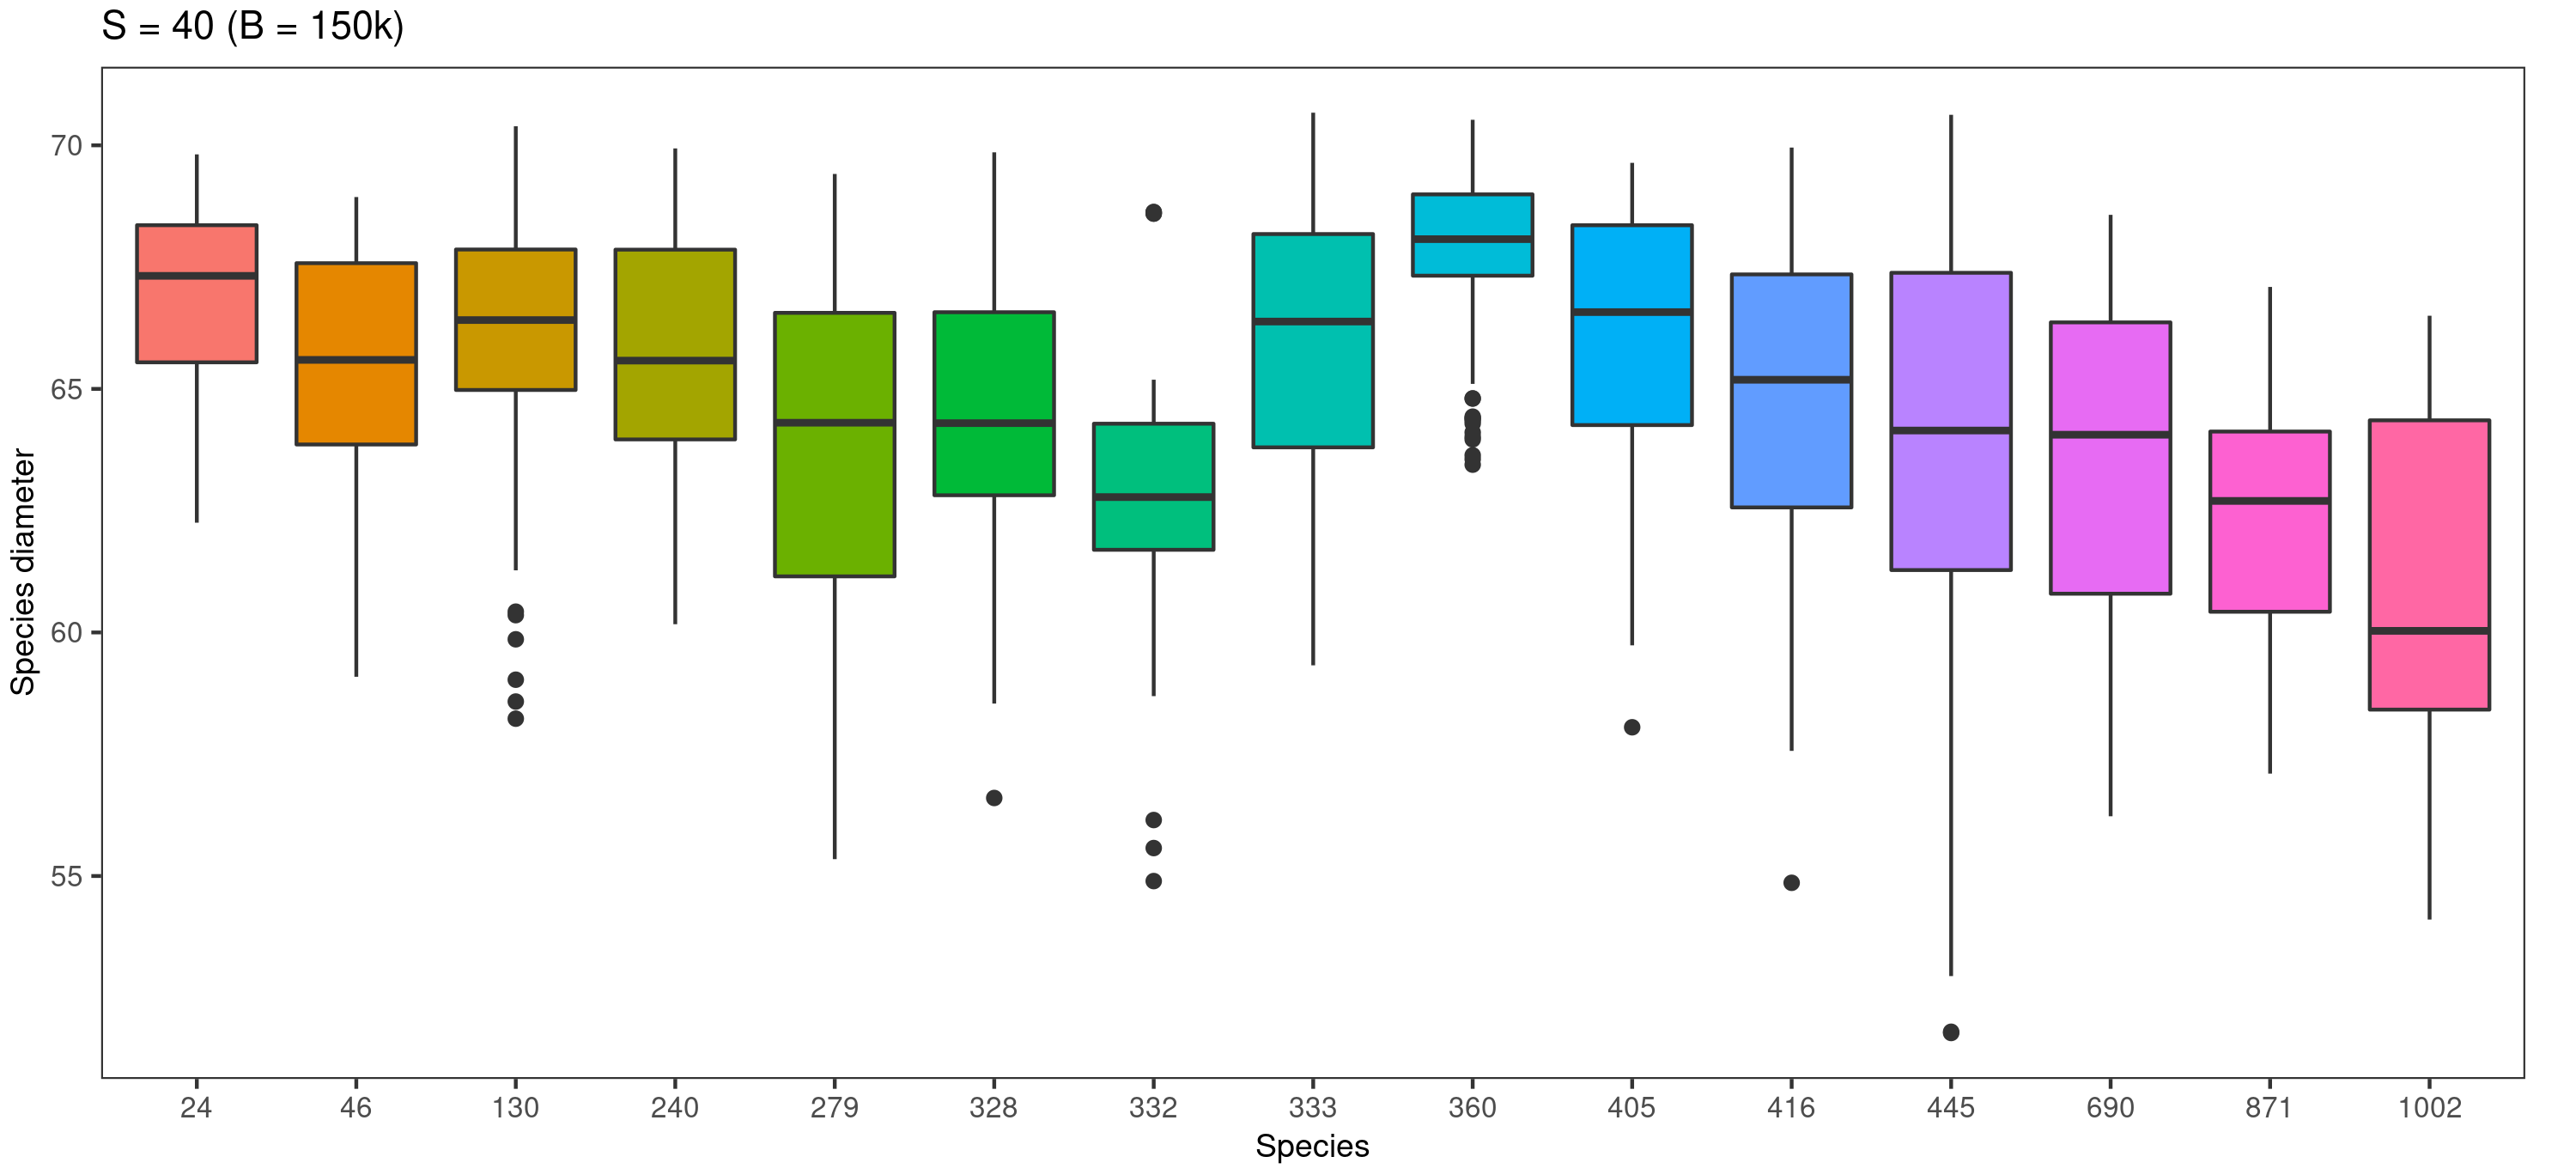 S = 40 (B = 150k)
70
65
60
55
Species diameter
24 46 130 240 279 328 332 333 360 405 416 445 690 871 1002
Species